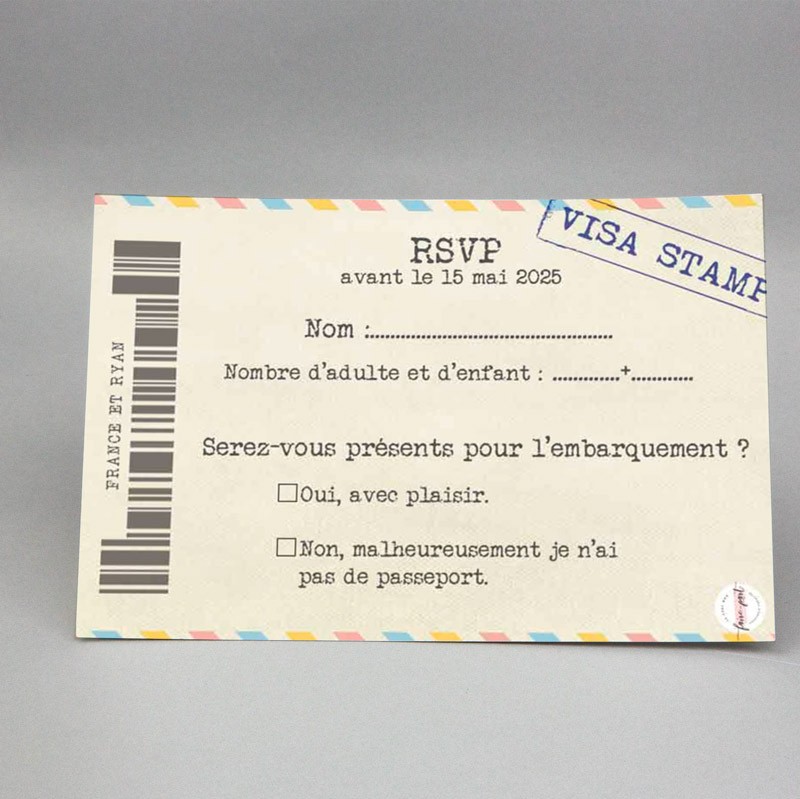 VISA STAMP
RSVP
avant le 15 mai 2025
Nom :................................................
Nombre d'adulte et d'enfant : .............+............
FRANCE ET RYAN
Serez-vous présents pour l'embarquement ?
Oui, avec plaisir.
Non, malheureusement je n'ai
pas de passeport.